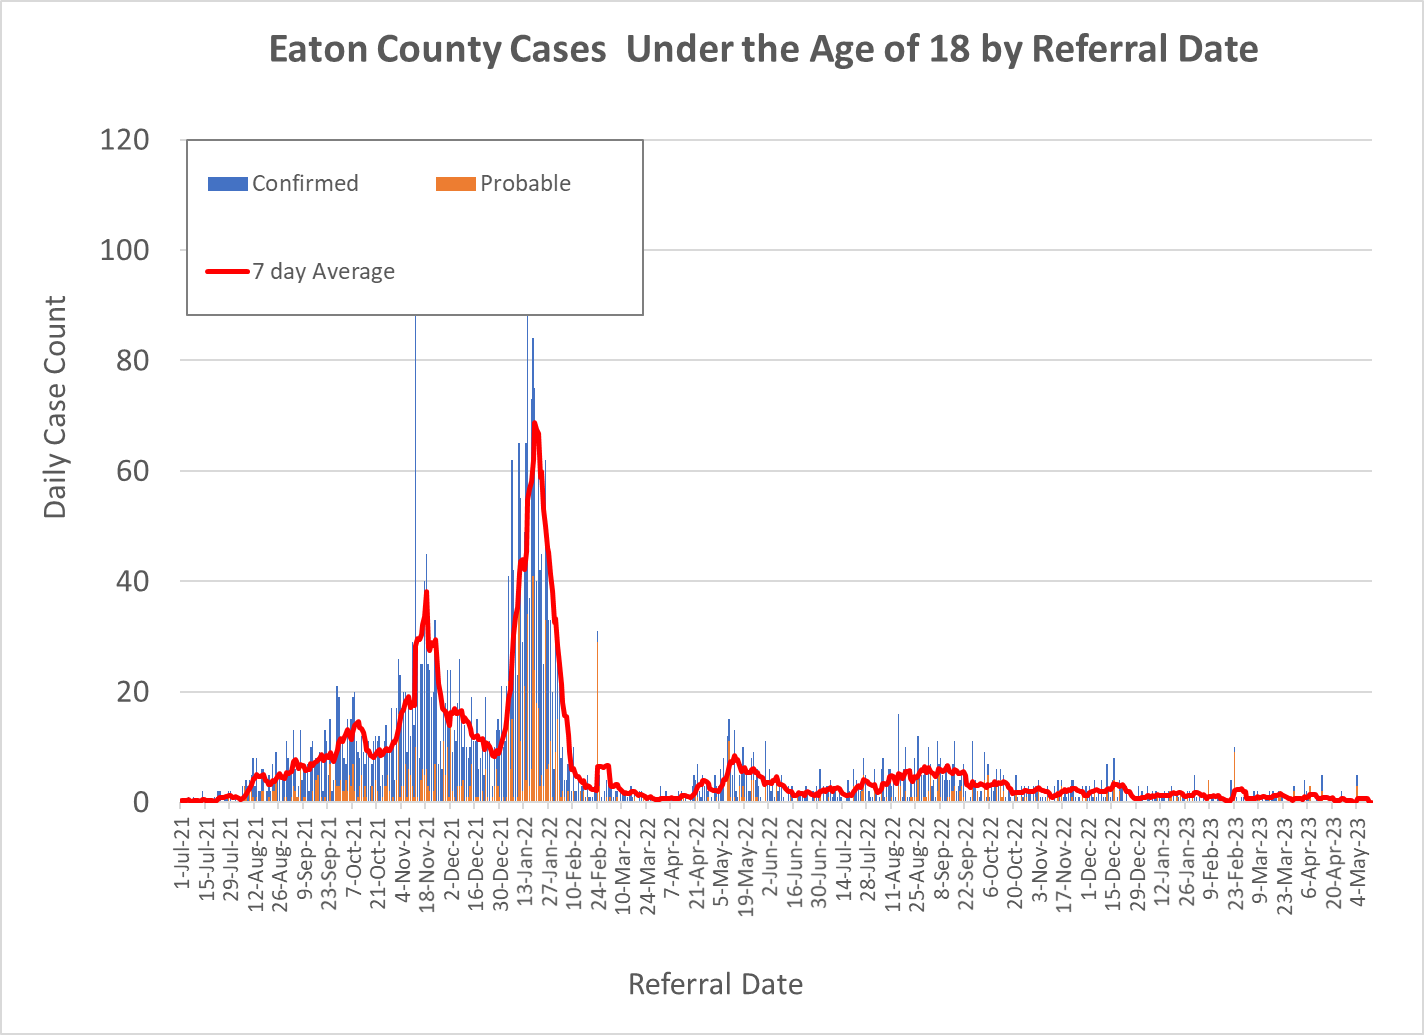 Eaton County Cases  Under the Age of 18 by Referral Date
120
100
80
60
40
20
0
Confirmed
Probable
7 day Average
Daily Case Count
1-Jul-21
15-Jul-21
29-Jul-21
12-Aug-21
26-Aug-21
9-Sep-21
23-Sep-21
7-Oct-21
21-Oct-21
4-Nov-21
18-Nov-21
2-Dec-21
16-Dec-21
30-Dec-21
13-Jan-22
27-Jan-22
10-Feb-22
24-Feb-22
10-Mar-22
24-Mar-22
7-Apr-22
21-Apr-22
5-May-22
19-May-22
2-Jun-22
16-Jun-22
30-Jun-22
14-Jul-22
28-Jul-22
11-Aug-22
25-Aug-22
8-Sep-22
22-Sep-22
6-Oct-22
20-Oct-22
3-Nov-22
17-Nov-22
1-Dec-22
15-Dec-22
29-Dec-22
12-Jan-23
26-Jan-23
9-Feb-23
23-Feb-23
9-Mar-23
23-Mar-23
6-Apr-23
20-Apr-23
4-May-23
Referral Date